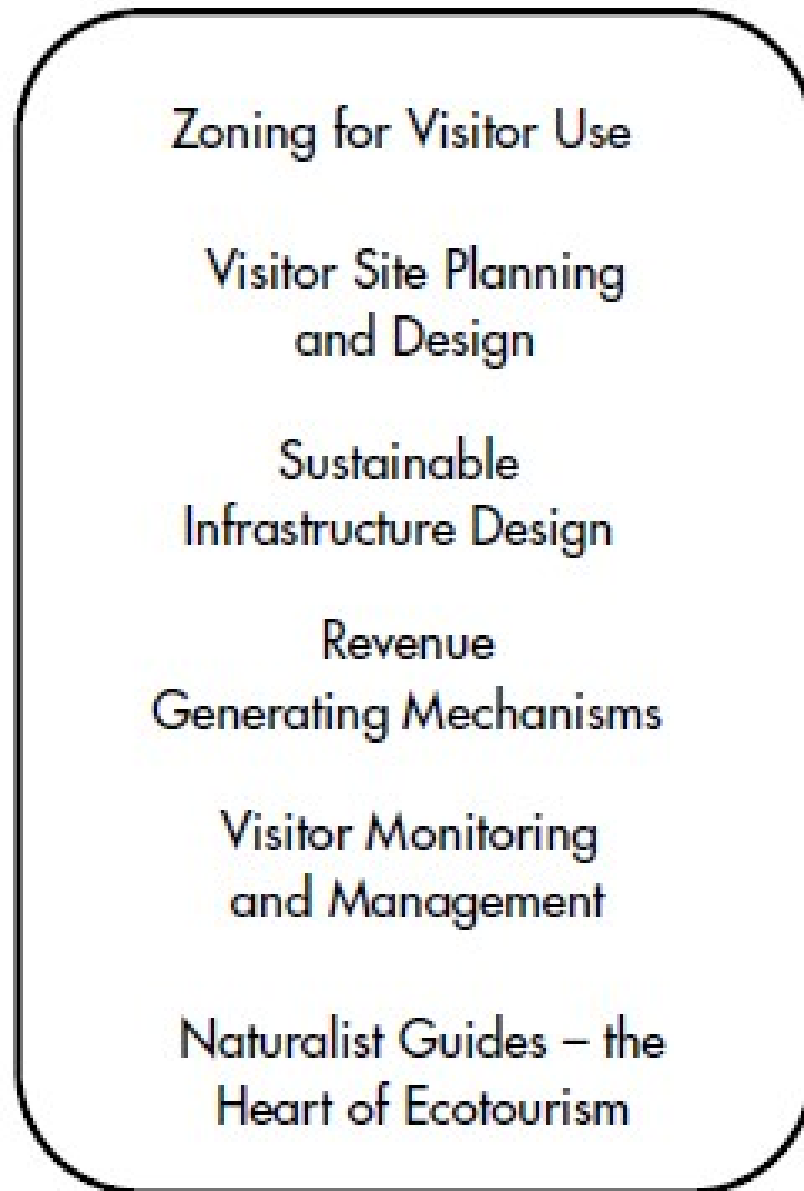 Zoning for Visitor Use
Visitor Site Planning
and Design
Sustainable
Infrastructure Design
Revenue
Generating Mechanisms
Visitor Monitoring
and Management
Naturalist Guides – the
Heart of Ecotourism